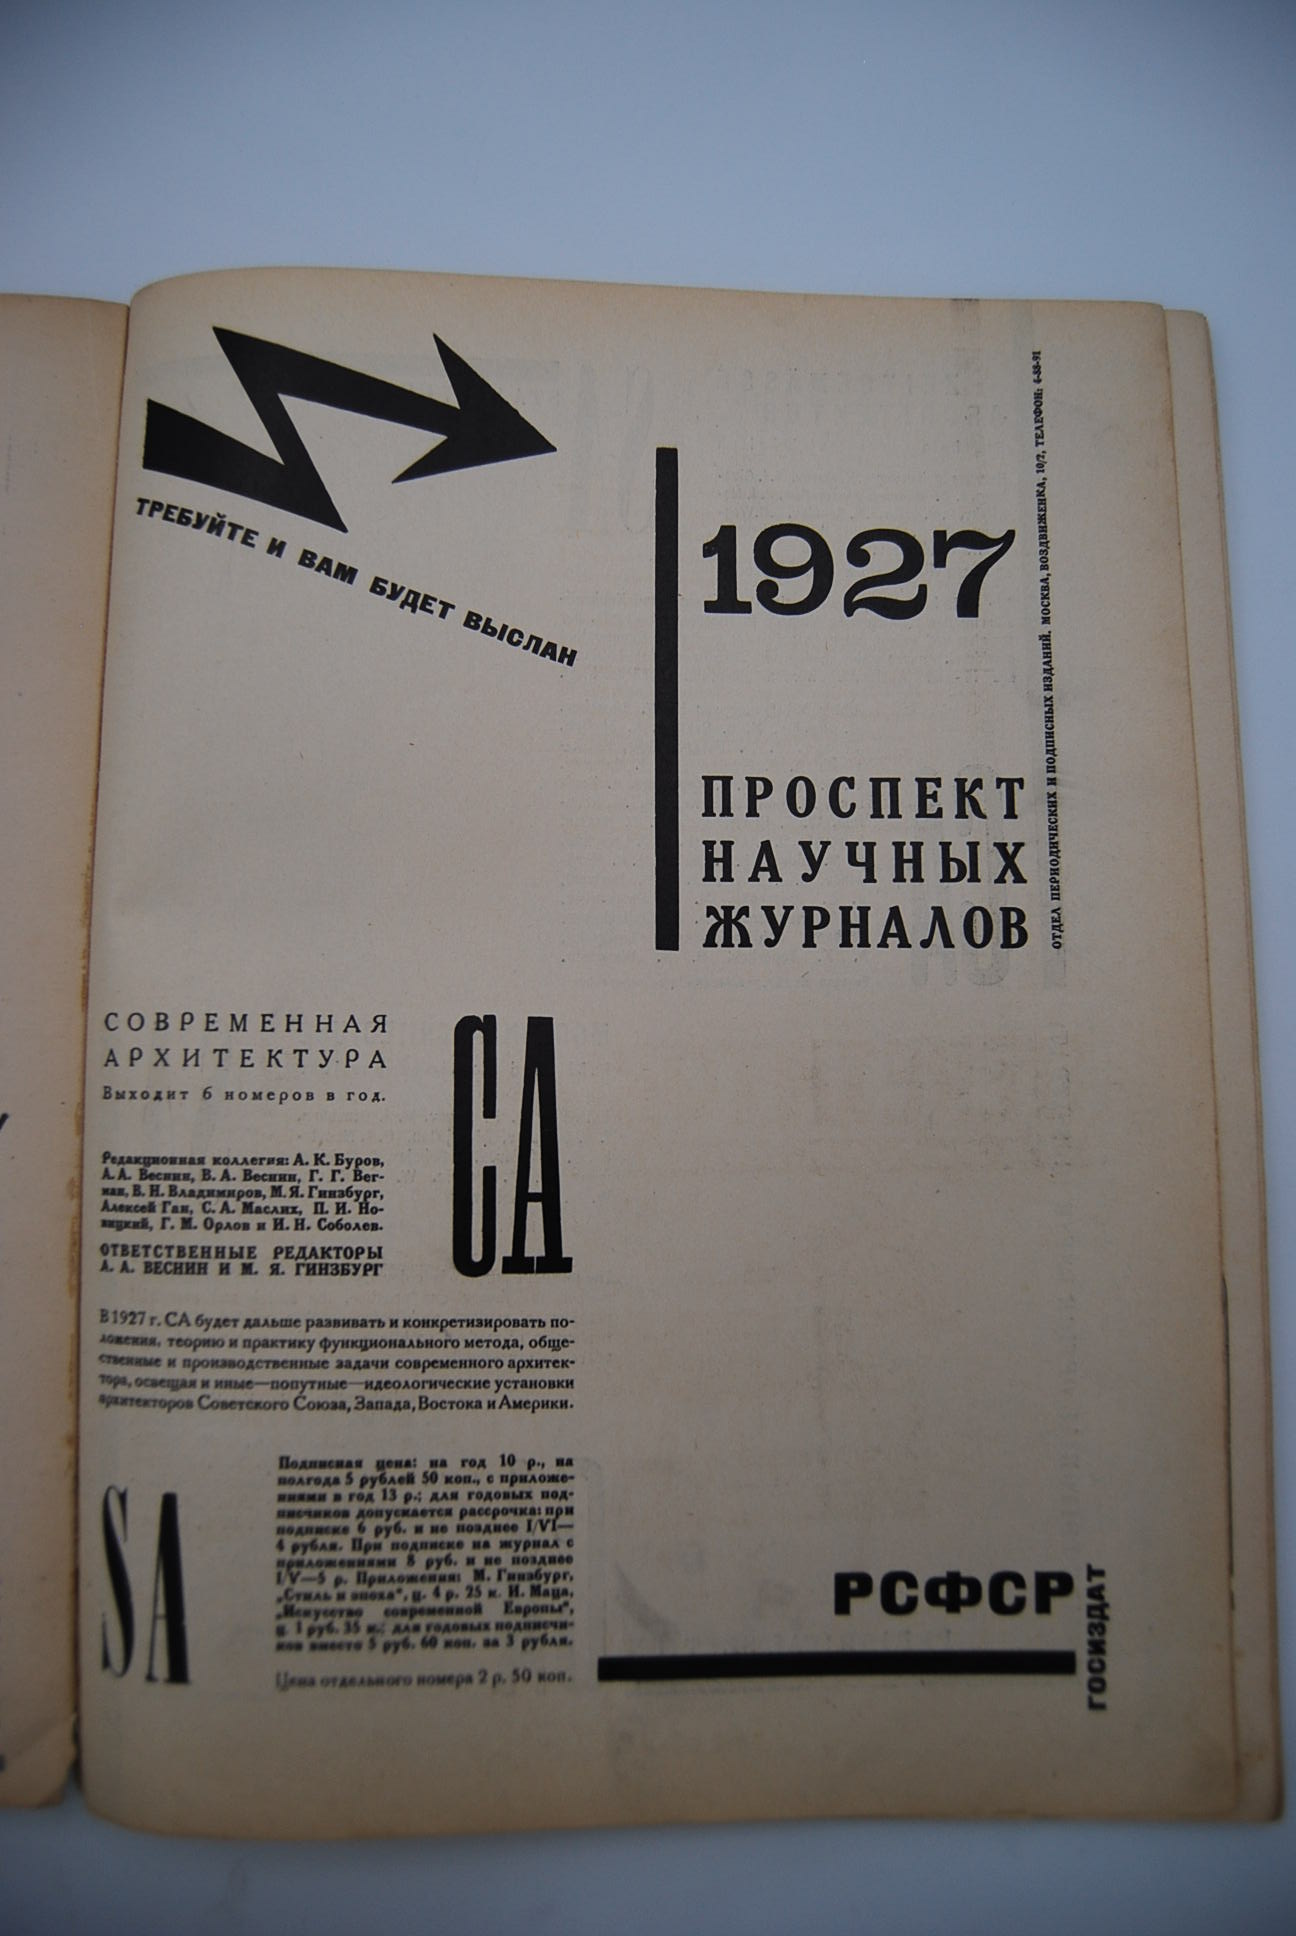 ТРЕБУЙТЕ И ВАМ БУДЕТ ВЫСЛАН
1927
ПРОСПЕКТ
НАУЧНЫХ
ЖУРНАЛОВ
ОТДЕЛ ПЕРИОДИЧЕСКИХ И ПОДПИСНЫХ ИЗДАНИЙ. МОСКВА, ВОЗДВИЖЕНКА, 10/2, ТЕЛЕФОН: 4-88-91
СОВРЕМЕННАЯ
АРХИТЕКТУРА
Выходит 6 номеров в год.
СА
Редакционная коллегия: А. К. Буров,
А. А. Веснин, В. А. Веснин, Г. Г. Вег-
ман, В. Н. Владимиров, М. Я. Гинзбург,
Алексей Ган, С. А. Маслих, П. И. Но-
вицкий, Г. М. Орлов и И. Н. Соболев.
ОТВЕТСТВЕННЫЕ РЕДАКТОРЫ
А. А. ВЕСНИН И М. Я. ГИНЗБУРГ
В 1927 г. СА будет дальше развивать и конкретизировать по-
ложения, теорию и практику функционального метода, обще-
ственные и производственные задачи современного архитек-
тора, освещая и иные—попутные—идеологические установки
архитекторов Советского Союза, Запада, Востока и Америки.
SA
Подписная цена: на год 10 р., на
полгода 5 рублей 50 коп., с приложе-
ниями в год 13 р.; для годовых под-
писчиков допускается рассрочка: при
подписке 6 руб. и не позднее I/VI—
4 рубля. При подписке на журнал с
приложениями 8 руб. и не позднее
I/V—5 р. Приложения: М. Гинзбург,
„Стиль и эпоха“, ц. 4 р. 25 к. И. Маца,
„Искусство современной Европы“,
ц. 1 руб. 35 к.; для годовых подписчи-
ков вместо 5 руб. 60 коп. за 3 рубля.
Цена отдельного номера 2 р. 50 коп.
РСФСР
ГОСИЗДАТ